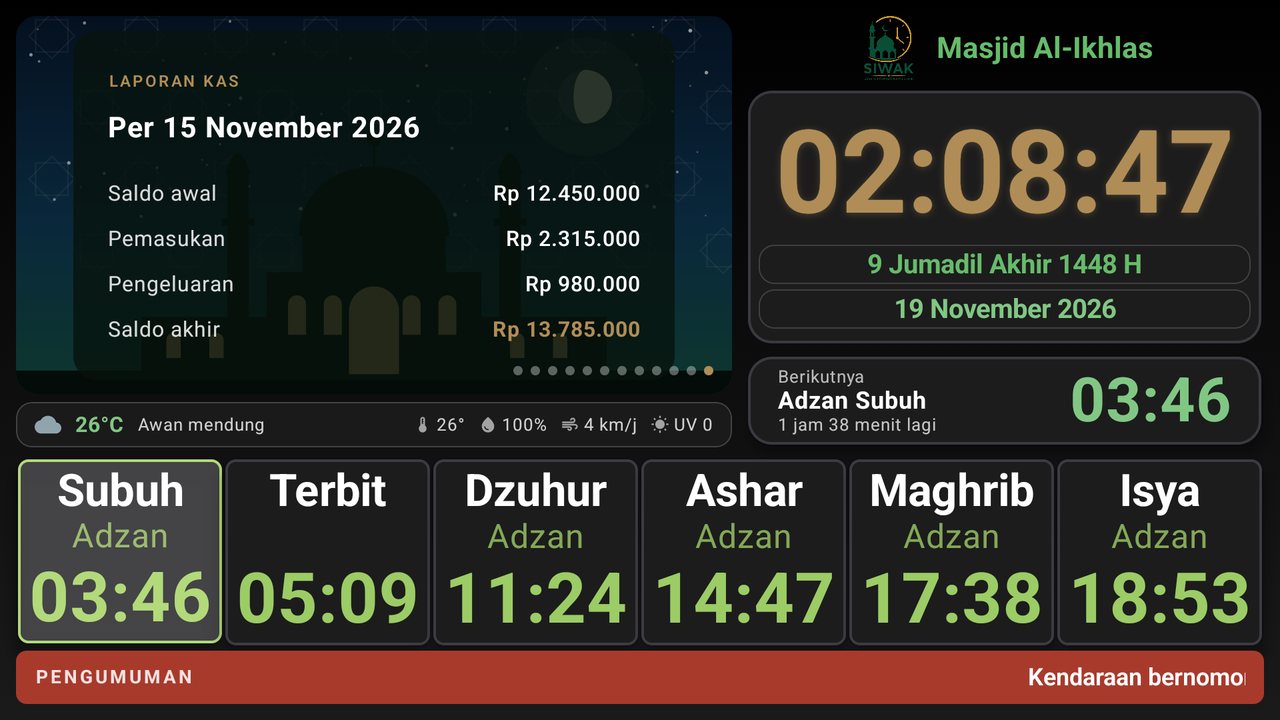 LAPORAN KAS
Per 15 November 2026
Saldo awal Rp 12.450.000
Pemasukan Rp 2.315.000
Pengeluaran Rp 980.000
Saldo akhir Rp 13.785.000
26°C Awan mendung 26° 100% 4 km/j UV 0
SIWAK
Masjid Al-Ikhlas
02:08:47
9 Jumadil Akhir 1448 H
19 November 2026
Berikutnya
Adzan Subuh
1 jam 38 menit lagi
03:46
Subuh Terbit Dzuhur Ashar Maghrib Isya
Adzan Adzan Adzan Adzan Adzan
03:46 05:09 11:24 14:47 17:38 18:53
PENGUMUMAN Kendaraan bernomo